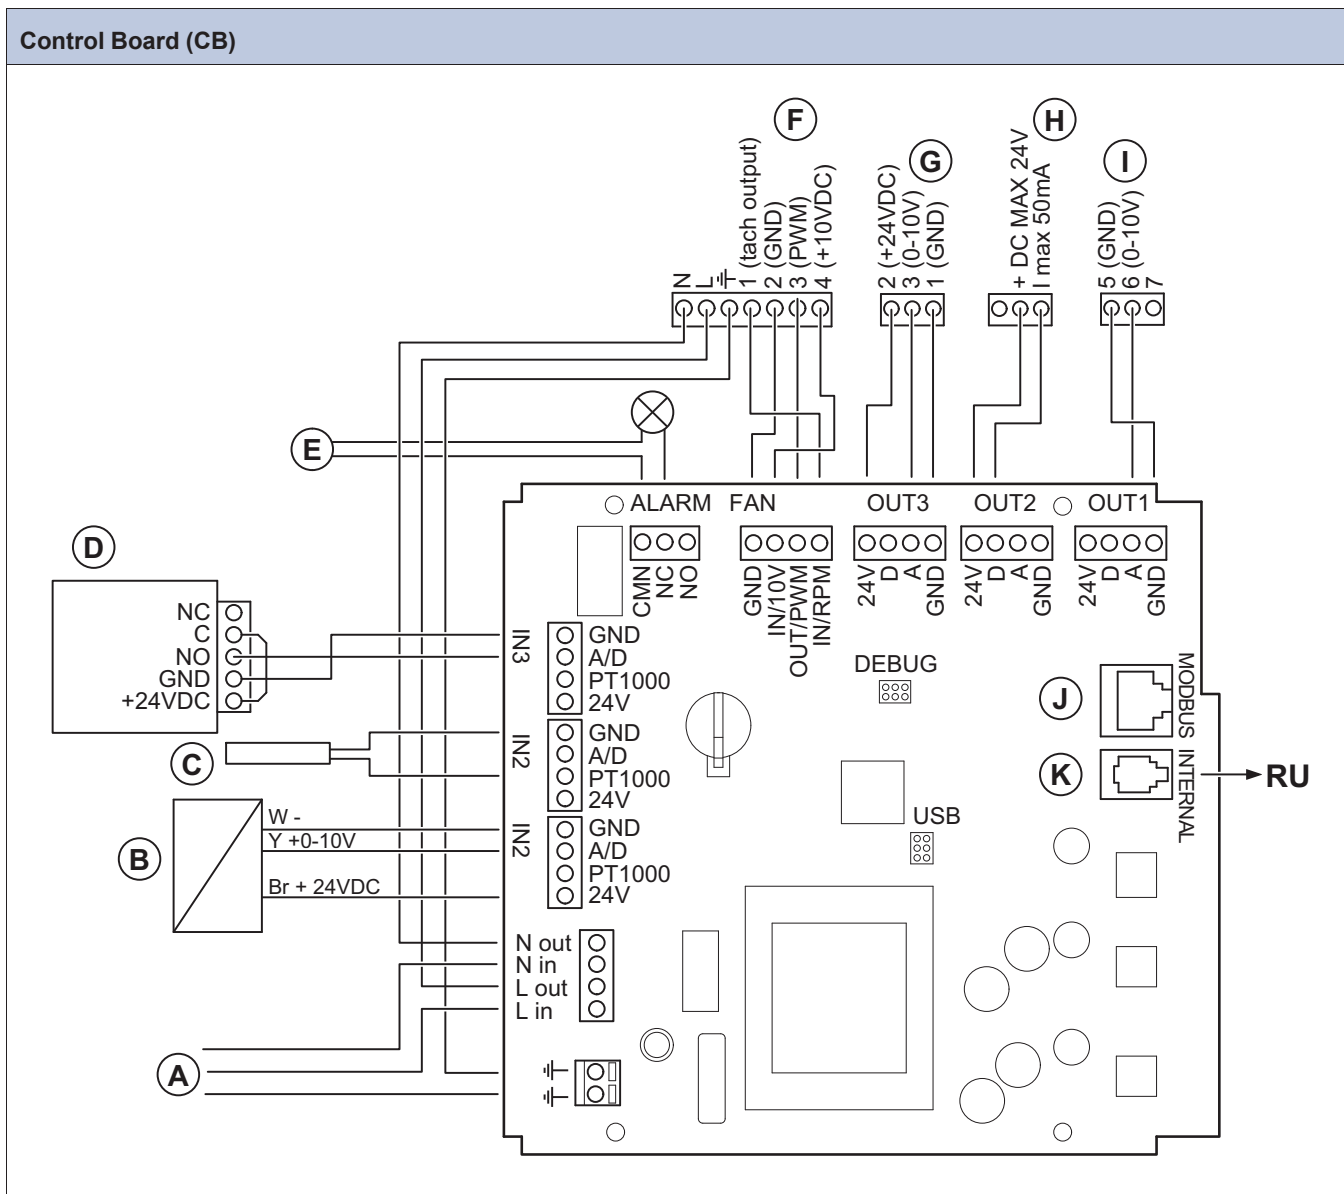 Control Board (CB)
F
H
G
I
N
L
1 (tach output)
2 (GND)
3 (PWM)
4 (+10VDC)
2 (+24VDC)
3 (0-10V)
1 (GND)
+ DC MAX 24V
I max 50mA
5 (GND)
6 (0-10V)
7
E
ALARM
FAN
OUT3
OUT2
OUT1
CMN
NC
NO
GND
IN/10V
OUT/PWM
IN/RPM
24V
D
A
GND
24V
D
A
GND
24V
D
A
GND
D
NC
C
NO
GND
+24VDC
IN3
GND
A/D
PT1000
24V
DEBUG
J
MODBUS
C
IN2
GND
A/D
PT1000
24V
K
INTERNAL
RU
USB
B
W -
Y +0-10V
Br + 24VDC
IN2
GND
A/D
PT1000
24V
N out
N in
L out
L in
A